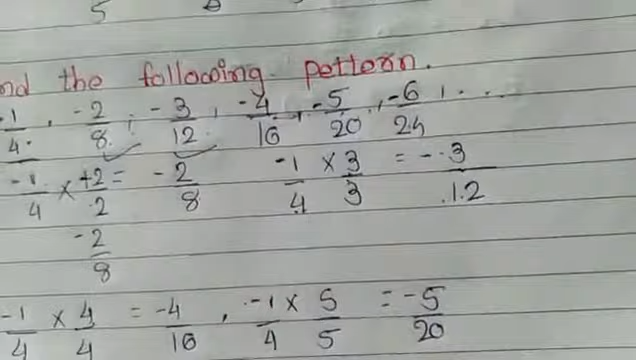 5
nd the following pattern.
-1/4, -2/8, -3/12, -4/16, -5/20, -6/24, ...
-1/4 × +2/2 = -2/8 -1/4 × 3/3 = -3/12
-2/8
-1/4 × 4/4 = -4/16, -1/4 × 5/5 = -5/20